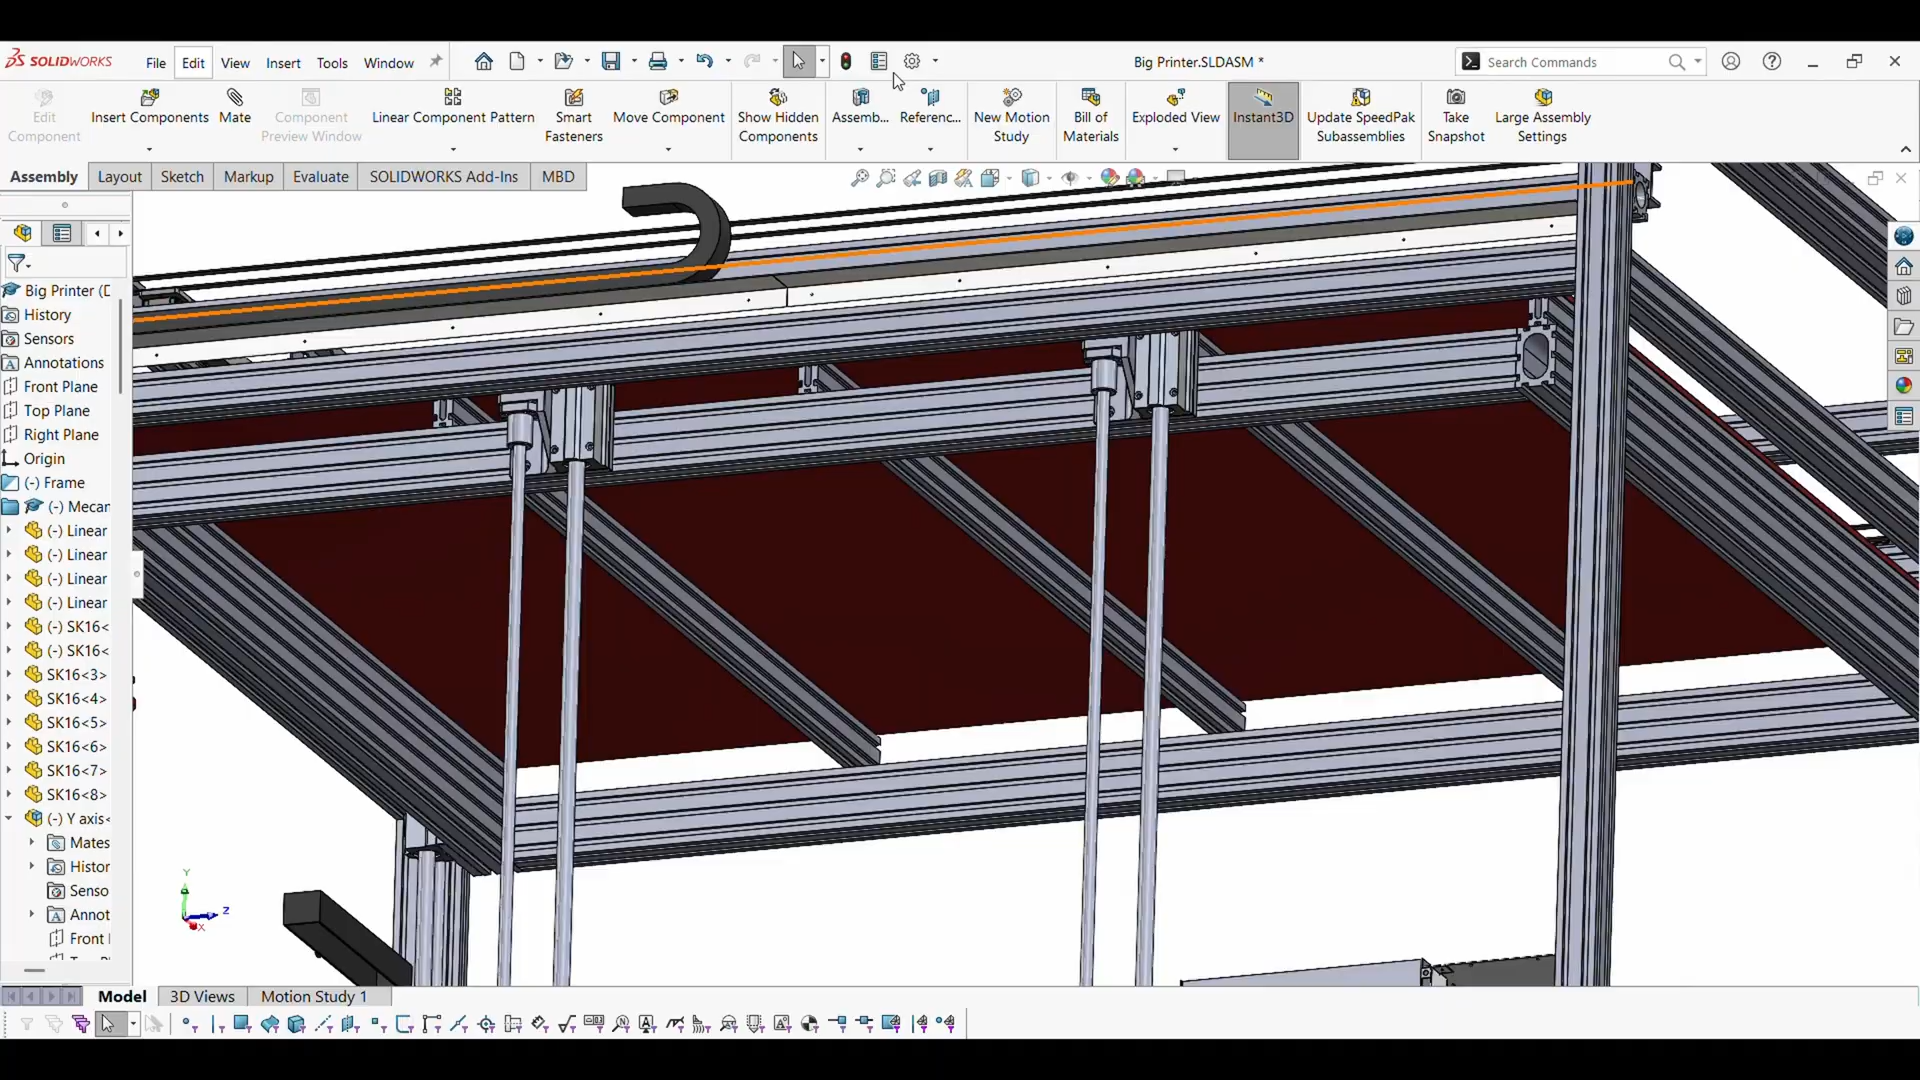 SOLIDWORKS File Edit View Insert Tools Window Big Printer.SLDASM * Search Commands
Edit Component
Insert Components
Mate
Component Preview Window
Linear Component Pattern
Smart Fasteners
Move Component
Show Hidden Components
Assemb...
Referenc...
New Motion Study
Bill of Materials
Exploded View
Instant3D
Update SpeedPak Subassemblies
Take Snapshot
Large Assembly Settings
Assembly Layout Sketch Markup Evaluate SOLIDWORKS Add-Ins MBD
Big Printer (D
History
Sensors
Annotations
Front Plane
Top Plane
Right Plane
Origin
(-) Frame
(-) Mecan
(-) Linear
(-) Linear
(-) Linear
(-) Linear
(-) SK16<
(-) SK16<
SK16<3>
SK16<4>
SK16<5>
SK16<6>
SK16<7>
SK16<8>
(-) Y axis<
Mates
Histor
Senso
Annot
Front
Y
Z
X
Model 3D Views Motion Study 1